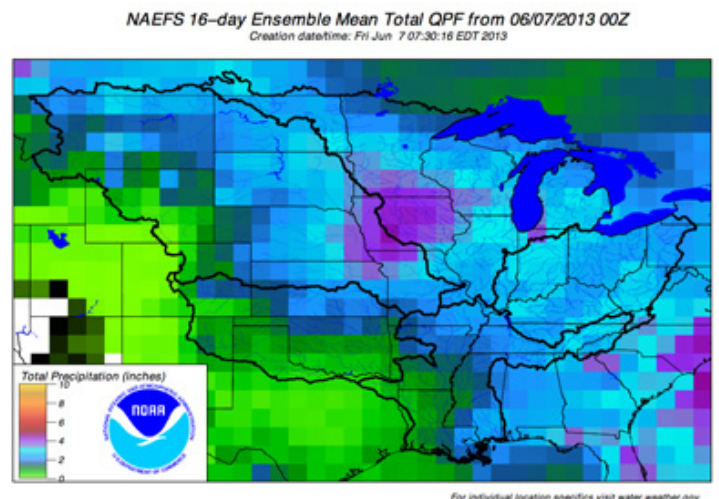 NAEFS 16-day Ensemble Mean Total QPF from 06/07/2013 00Z
Creation date/time: Fri Jun 7 07:30:16 EDT 2013
Total Precipitation (inches)
10
8
6
4
2
0
NOAA
For individual location specifics visit water.weather.gov